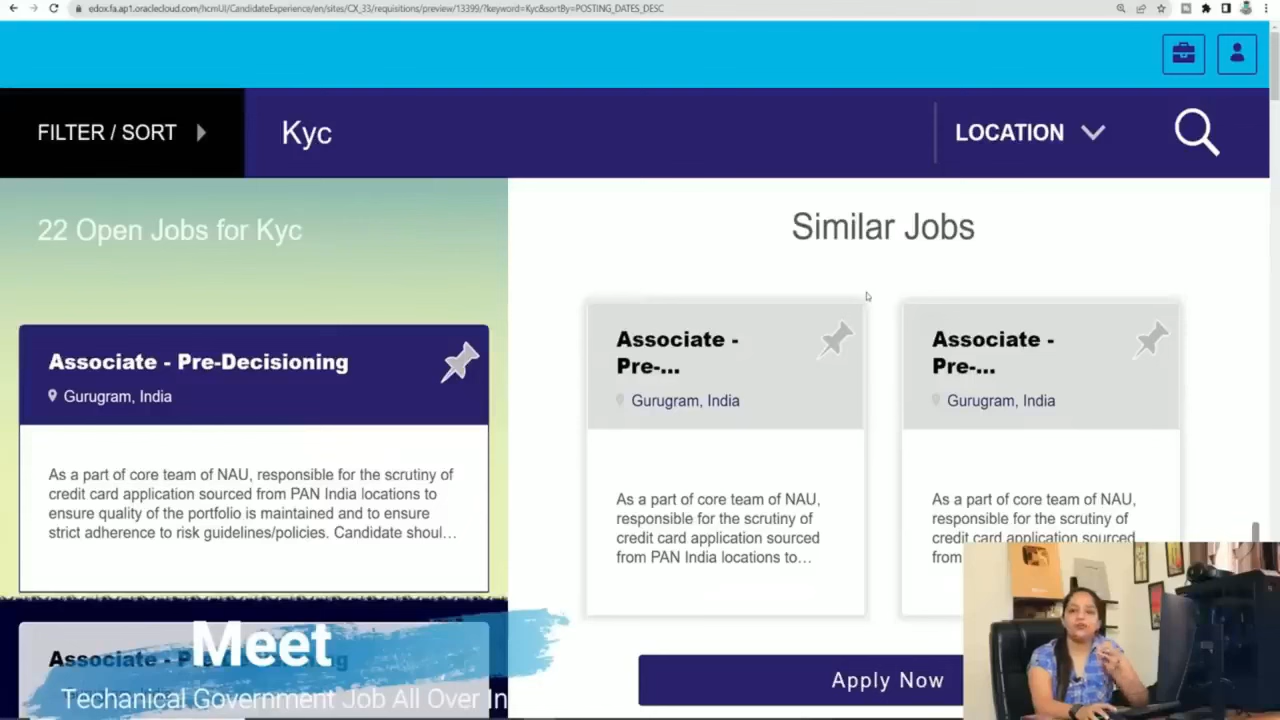 edox.fa.ap1.oraclecloud.com/hcmUI/CandidateExperience/en/sites/CX_33/requisitions/preview/13399/?keyword=Kyc&sortBy=POSTING_DATES_DESC
FILTER / SORT
Kyc
LOCATION
22 Open Jobs for Kyc
Associate - Pre-Decisioning
Gurugram, India
As a part of core team of NAU, responsible for the scrutiny of
credit card application sourced from PAN India locations to
ensure quality of the portfolio is maintained and to ensure
strict adherence to risk guidelines/policies. Candidate shoul...
Similar Jobs
Associate -
Pre-...
Gurugram, India
As a part of core team of NAU,
responsible for the scrutiny of
credit card application sourced
from PAN India locations to...
Associate -
Pre-...
Gurugram, India
As a part of core team of NAU,
responsible for the scrutiny of
credit card application sourced
from
Apply Now
Associate
Meet
Techanical Government Job All Over In